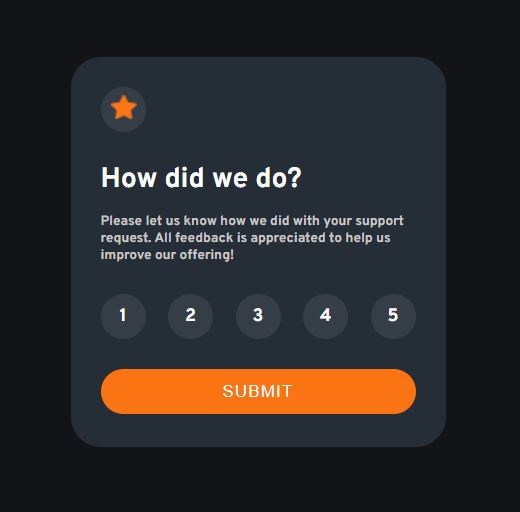 How did we do?
Please let us know how we did with your support
request. All feedback is appreciated to help us
improve our offering!
1 2 3 4 5
SUBMIT